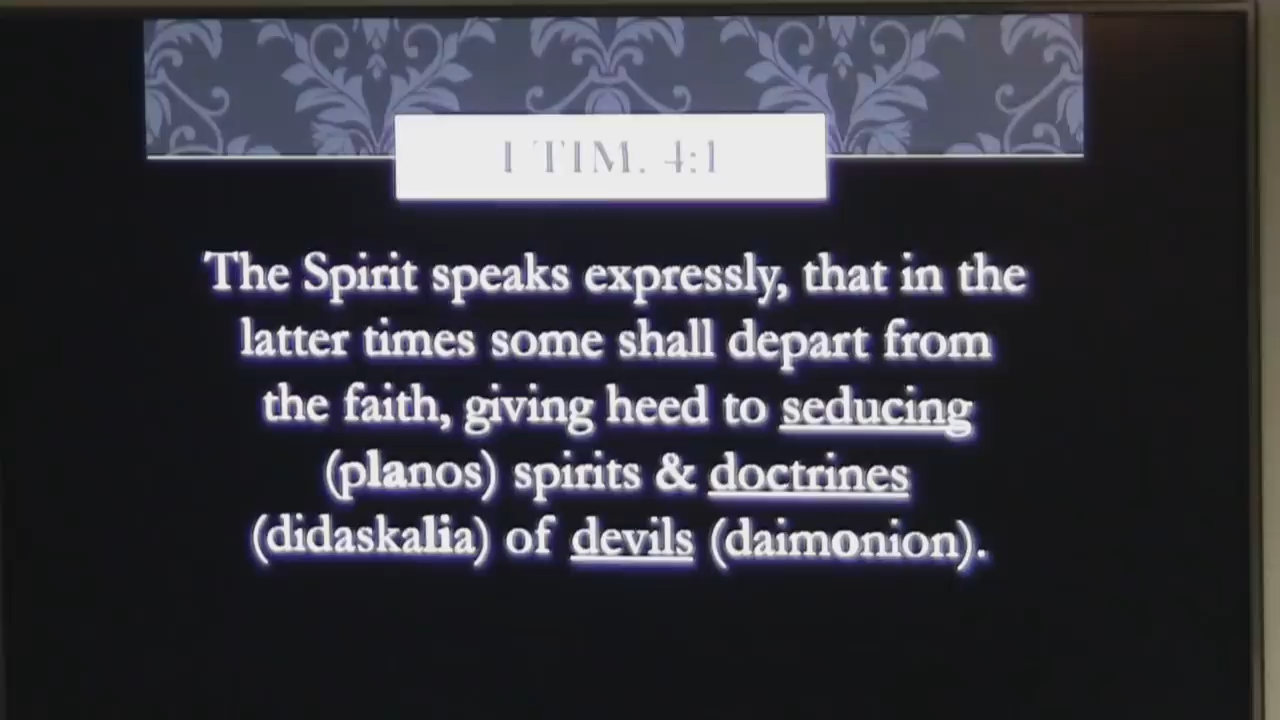 I TIM. 4:1
The Spirit speaks expressly, that in the
latter times some shall depart from
the faith, giving heed to seducing
(planos) spirits & doctrines
(didaskalia) of devils (daimonion).